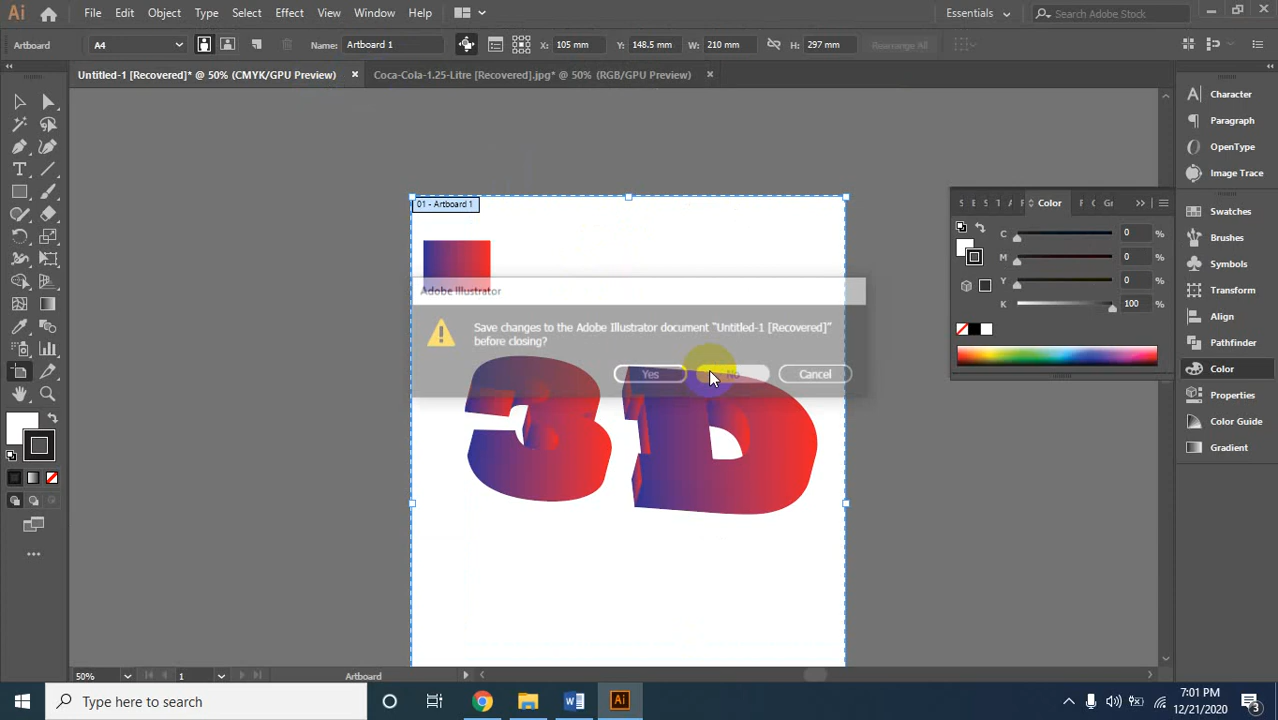 Ai File Edit Object Type Select Effect View Window Help Essentials Search Adobe Stock
Artboard A4 Name: Artboard 1 X: 105 mm Y: 148.5 mm W: 210 mm H: 297 mm Rearrange All
Untitled-1 [Recovered]* @ 50% (CMYK/GPU Preview) × Coca-Cola-1.25-Litre [Recovered].jpg* @ 50% (RGB/GPU Preview) ×
Character
Paragraph
OpenType
Image Trace
01 - Artboard 1
S E S T A F Color F C Gr
Swatches
C 0 %
Brushes
M 0 %
Symbols
Y 0 %
Transform
K 100 %
Adobe Illustrator
Align
Save changes to the Adobe Illustrator document "Untitled-1 [Recovered]"
before closing?
Pathfinder
Yes No Cancel
Color
Properties
Color Guide
Gradient
3D
50% 1 Artboard
Type here to search
Ai
7:01 PM
12/21/2020
3